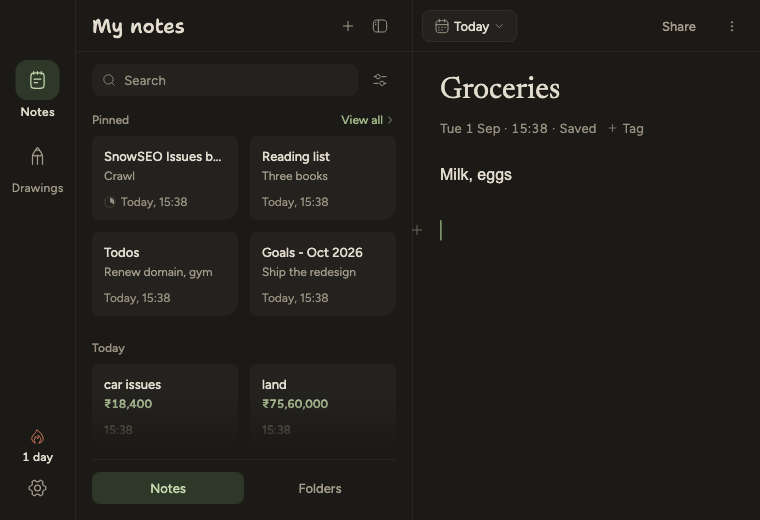 My notes
Today
Share
Notes
Drawings
1 day
Search
Pinned
View all
SnowSEO Issues b...
Crawl
Today, 15:38
Reading list
Three books
Today, 15:38
Todos
Renew domain, gym
Today, 15:38
Goals - Oct 2026
Ship the redesign
Today, 15:38
Today
car issues
₹18,400
15:38
land
₹75,60,000
15:38
Notes
Folders
Groceries
Tue 1 Sep · 15:38 · Saved + Tag
Milk, eggs